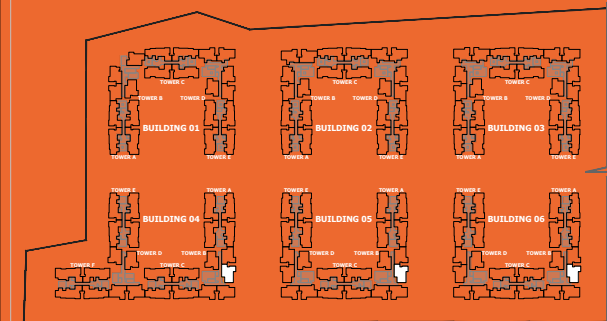 TOWER C TOWER C TOWER C
TOWER B TOWER D TOWER B TOWER D TOWER B TOWER D
BUILDING 01 BUILDING 02 BUILDING 03
TOWER A TOWER E TOWER A TOWER E TOWER A TOWER E
TOWER E TOWER A TOWER E TOWER A TOWER E TOWER A
BUILDING 04 BUILDING 05 BUILDING 06
TOWER D TOWER B TOWER D TOWER B TOWER D TOWER B
TOWER F TOWER C TOWER C TOWER C